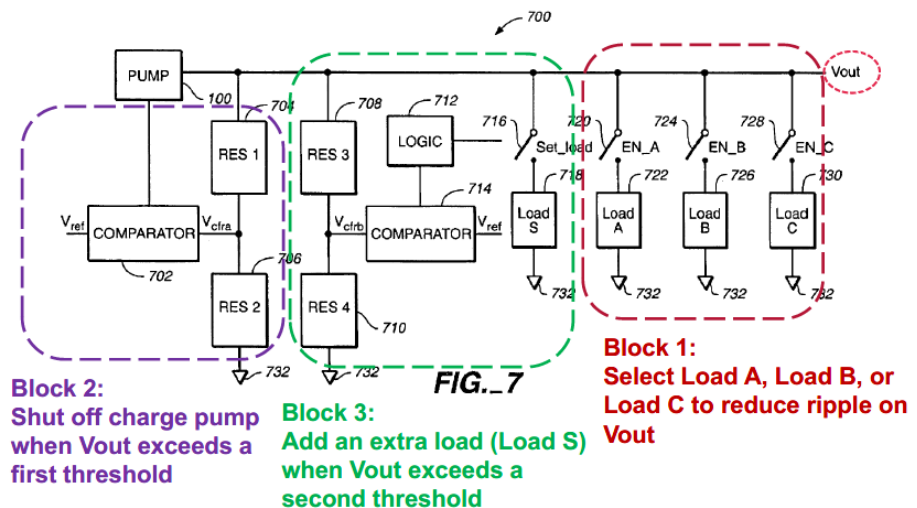 700
PUMP
Vout
100
704
708
712
716
720
724
728
RES 1
RES 3
LOGIC
Set_load
EN_A
EN_B
EN_C
718
722
726
730
714
Vref
COMPARATOR
Vcfra
Vcfrb
COMPARATOR
Vref
Load
S
Load
A
Load
B
Load
C
702
706
RES 2
RES 4
710
732
732
732
732
732
732
FIG._7
Block 1:
Select Load A, Load B, or
Load C to reduce ripple on
Vout
Block 2:
Shut off charge pump
when Vout exceeds a
first threshold
Block 3:
Add an extra load (Load S)
when Vout exceeds a
second threshold